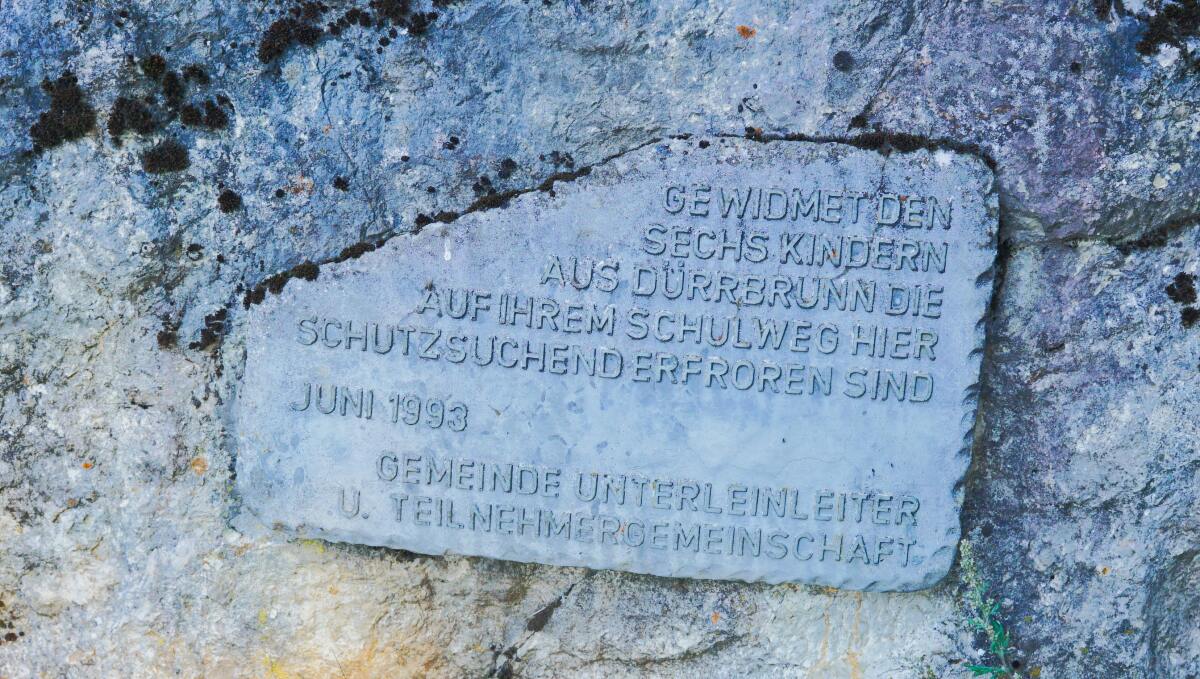 GEWIDMET DEN
SECHS KINDERN
AUS DÜRRBRUNN DIE
AUF IHREM SCHULWEG HIER
SCHUTZSUCHEND ERFROREN SIND
JUNI 1993
GEMEINDE UNTERLEINLEITER
U. TEILNEHMERGEMEINSCHAFT